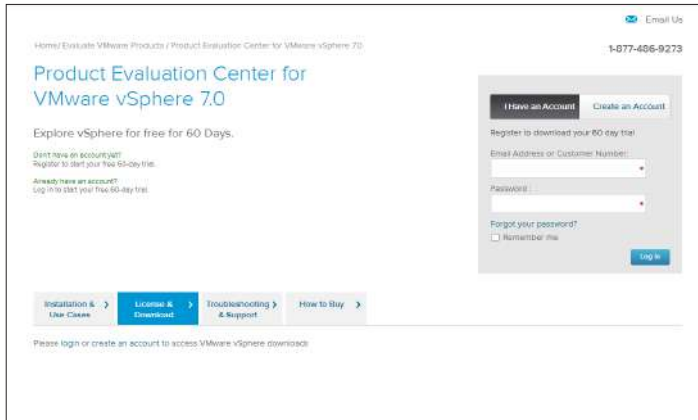 Email Us
Home/ Evaluate VMware Products / Product Evaluation Center for VMware vSphere 7.0
1-877-486-9273
Product Evaluation Center for
VMware vSphere 7.0
I Have an Account
Create an Account
Explore vSphere for free for 60 Days.
Register to download your 60 day trial
Don't have an account yet?
Register to start your free 60-day trial.
Email Address or Customer Number:
Already have an account?
Log in to start your free 60-day trial.
*
Password :
*
Forgot your password?
Remember me
Log in
Installation & Use Cases
License & Download
Troubleshooting & Support
How to Buy
Please login or create an account to access VMware vSphere downloads